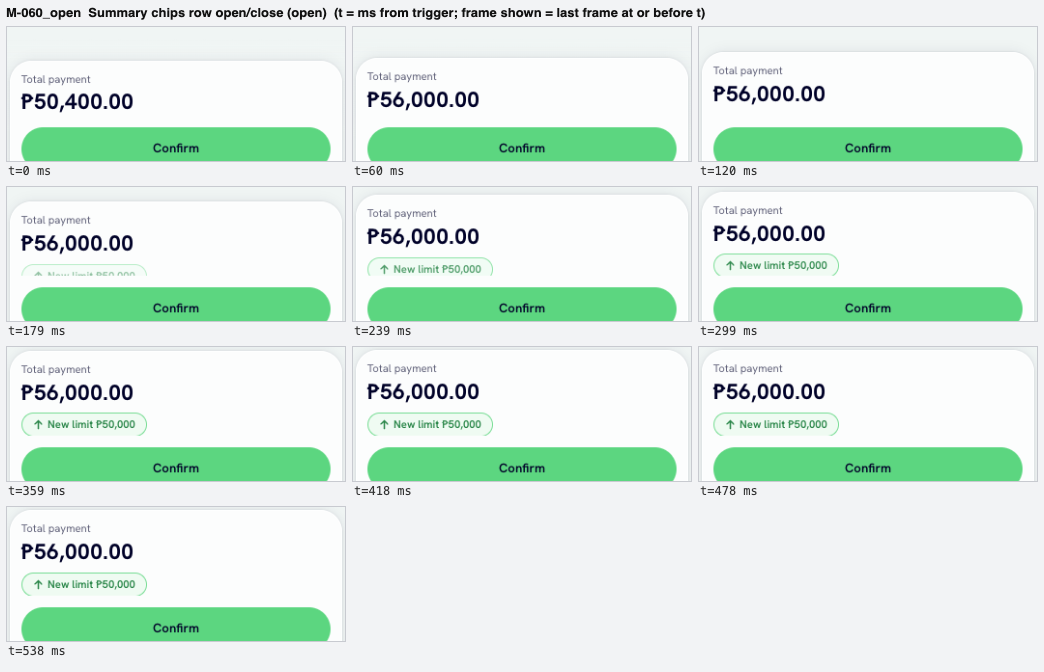 M-060_open Summary chips row open/close (open) (t = ms from trigger; frame shown = last frame at or before t)
Total payment
₱50,400.00
Confirm
t=0 ms
Total payment
₱56,000.00
Confirm
t=60 ms
Total payment
₱56,000.00
Confirm
t=120 ms
Total payment
₱56,000.00
↑ New limit ₱50,000
Confirm
t=179 ms
Total payment
₱56,000.00
↑ New limit ₱50,000
Confirm
t=239 ms
Total payment
₱56,000.00
↑ New limit ₱50,000
Confirm
t=299 ms
Total payment
₱56,000.00
↑ New limit ₱50,000
Confirm
t=359 ms
Total payment
₱56,000.00
↑ New limit ₱50,000
Confirm
t=418 ms
Total payment
₱56,000.00
↑ New limit ₱50,000
Confirm
t=478 ms
Total payment
₱56,000.00
↑ New limit ₱50,000
Confirm
t=538 ms